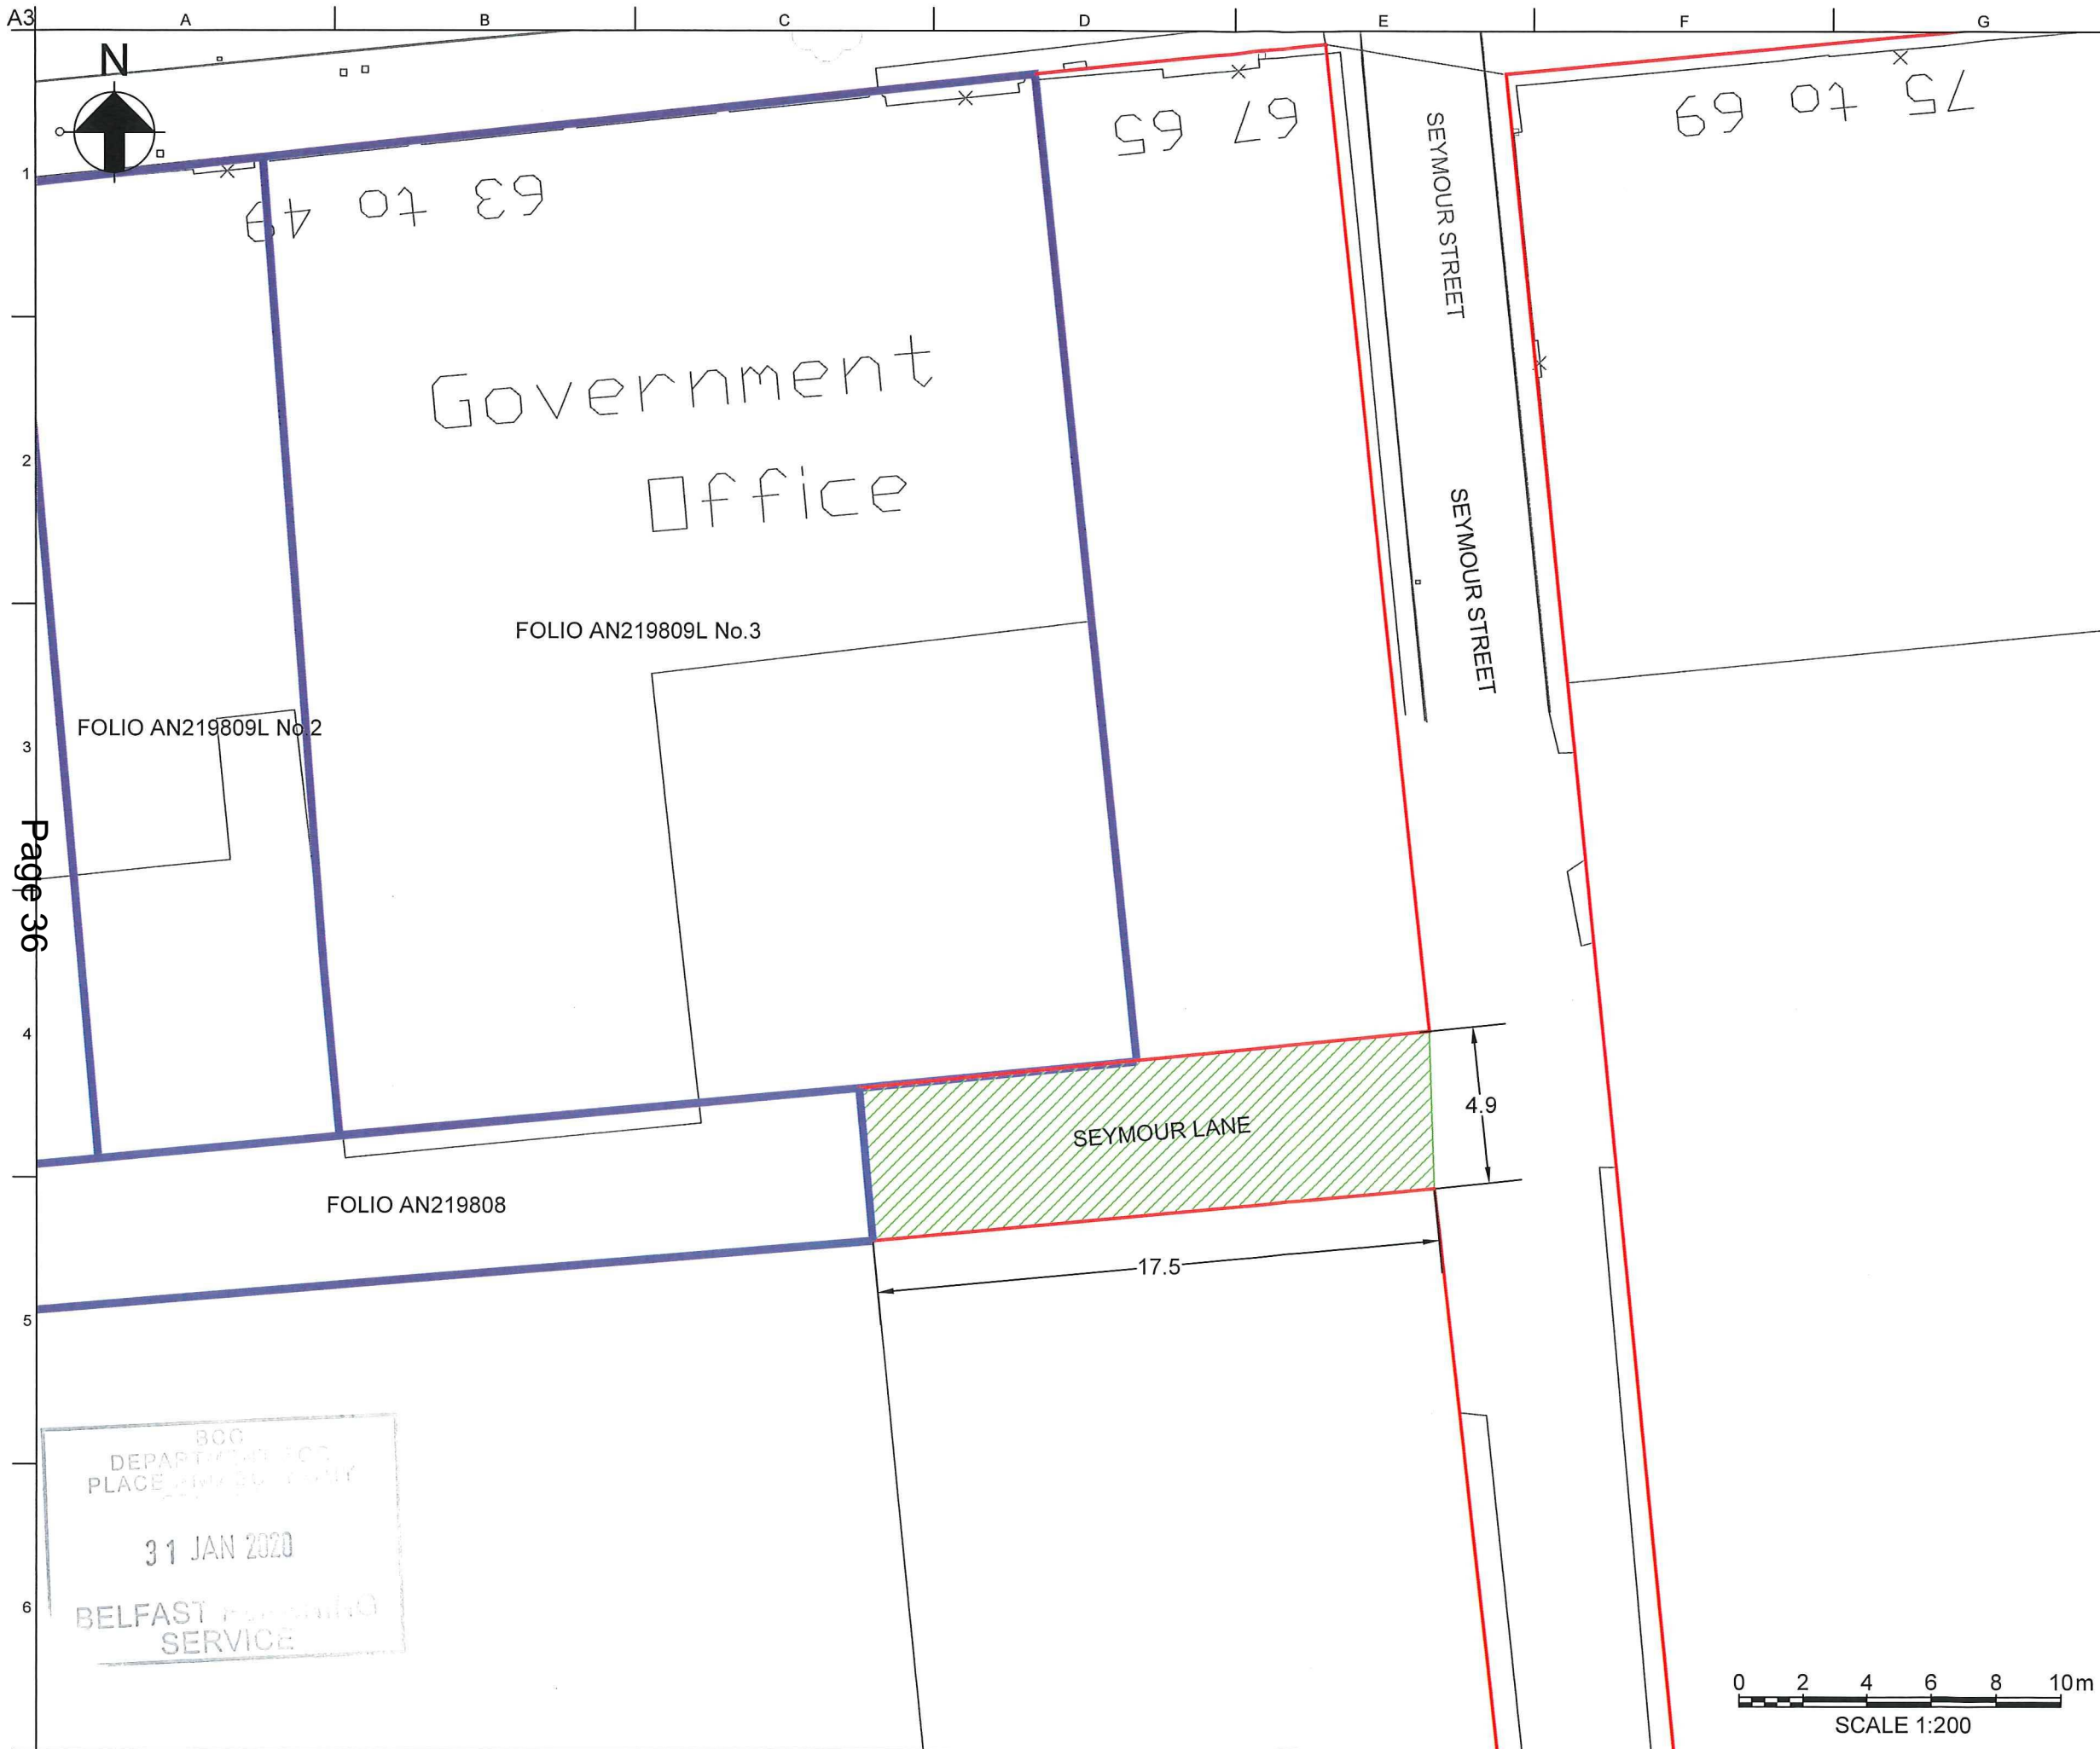 A3
A
B
C
D
E
F
G
N
1
2
3
4
5
6
63 to 49
67 65
75 to 69
SEYMOUR STREET
SEYMOUR STREET
Government
Office
FOLIO AN219809L No.3
FOLIO AN219809L No.2
Page 36
SEYMOUR LANE
4.9
17.5
FOLIO AN219808
BCC
PLACE
31 JAN 2020
BELFAST
SERVICE
0 2 4 6 8 10m
SCALE 1:200